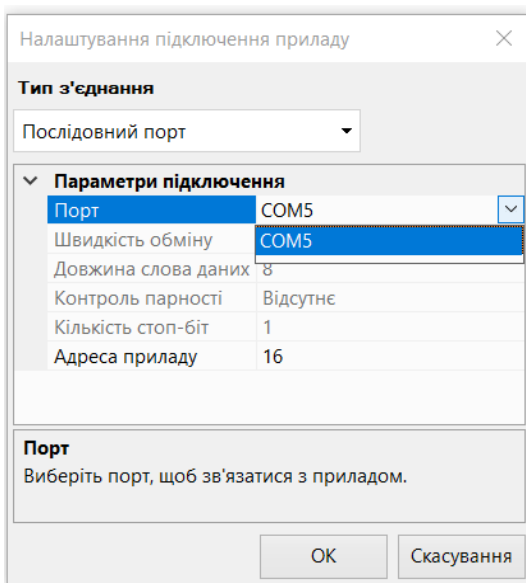 Налаштування підключення приладу
Тип з'єднання
Послідовний порт
Параметри підключення
Порт COM5
Швидкість обміну COM5
Довжина слова даних 8
Контроль парності Відсутнє
Кількість стоп-біт 1
Адреса приладу 16
Порт
Виберіть порт, щоб зв'язатися з приладом.
ОК Скасування